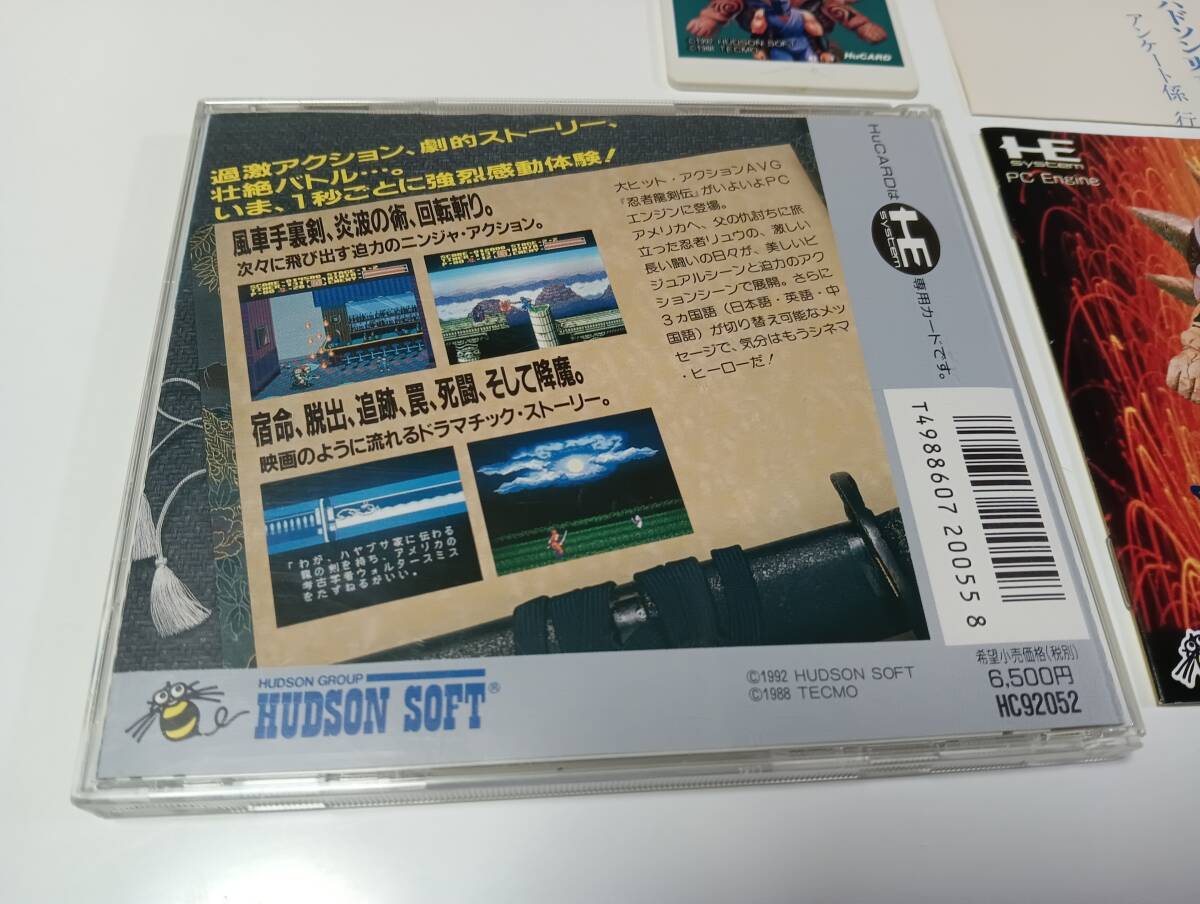 ©1992 HUDSON SOFT
©1988 TECMO
HuCARD
アンケート係 行
HE
System
PC Engine
過激アクション、劇的ストーリー、
壮絶バトル…。
いま、1秒ごとに強烈感動体験!
風車手裏剣、炎波の術、回転斬り。
次々に飛び出す迫力のニンジャ・アクション。
宿命、脱出、追跡、罠、死闘、そして降魔。
映画のように流れるドラマチック・ストーリー。
大ヒット・アクションAVG
『忍者龍剣伝』がいよいよPC
エンジンに登場。
アメリカへ、父の仇討ちに旅
立った忍者リュウの、激しい
長い闘いの日々が、美しいビ
ジュアルシーンと迫力のアク
ションシーンで展開。さらに
3ヵ国語(日本語・英語・中
国語)が切り替え可能なメッ
セージで、気分はもうシネマ
・ヒーローだ!
HuCARDは
HE
System
専用カードです。
T4988607200558
希望小売価格(税別)
6,500円
HC92052
HUDSON GROUP
HUDSON SOFT®
©1992 HUDSON SOFT
©1988 TECMO